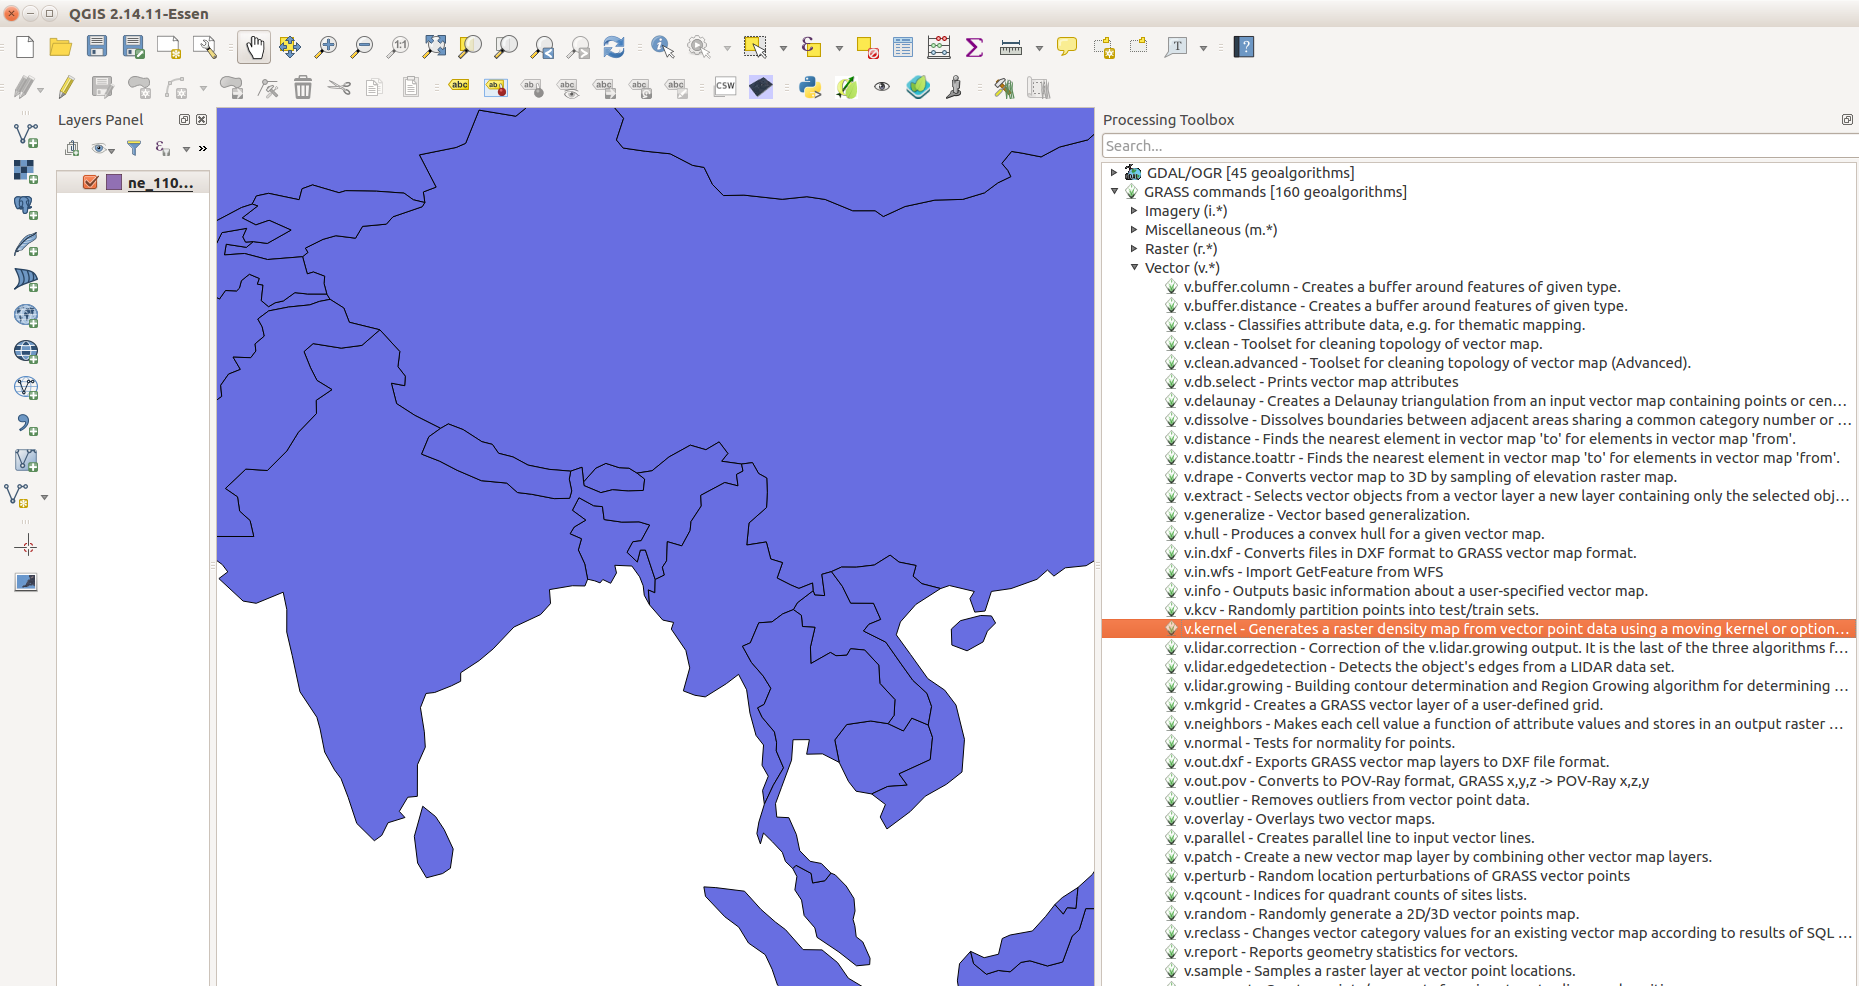 QGIS 2.14.11-Essen
1:1
ε
Σ
T
?
abc
ab
ab
abc
abc
abc
abc
CSW
Layers Panel
Processing Toolbox
Search...
ε
»
ne_110...
GDAL/OGR [45 geoalgorithms]
GRASS commands [160 geoalgorithms]
Imagery (i.*)
Miscellaneous (m.*)
Raster (r.*)
Vector (v.*)
v.buffer.column - Creates a buffer around features of given type.
v.buffer.distance - Creates a buffer around features of given type.
v.class - Classifies attribute data, e.g. for thematic mapping.
v.clean - Toolset for cleaning topology of vector map.
v.clean.advanced - Toolset for cleaning topology of vector map (Advanced).
v.db.select - Prints vector map attributes
v.delaunay - Creates a Delaunay triangulation from an input vector map containing points or cen...
v.dissolve - Dissolves boundaries between adjacent areas sharing a common category number or ...
v.distance - Finds the nearest element in vector map 'to' for elements in vector map 'from'.
v.distance.toattr - Finds the nearest element in vector map 'to' for elements in vector map 'from'.
v.drape - Converts vector map to 3D by sampling of elevation raster map.
v.extract - Selects vector objects from a vector layer a new layer containing only the selected obj...
v.generalize - Vector based generalization.
v.hull - Produces a convex hull for a given vector map.
v.in.dxf - Converts files in DXF format to GRASS vector map format.
v.in.wfs - Import GetFeature from WFS
v.info - Outputs basic information about a user-specified vector map.
v.kcv - Randomly partition points into test/train sets.
v.kernel - Generates a raster density map from vector point data using a moving kernel or option...
v.lidar.correction - Correction of the v.lidar.growing output. It is the last of the three algorithms f...
v.lidar.edgedetection - Detects the object's edges from a LIDAR data set.
v.lidar.growing - Building contour determination and Region Growing algorithm for determining ...
v.mkgrid - Creates a GRASS vector layer of a user-defined grid.
v.neighbors - Makes each cell value a function of attribute values and stores in an output raster ...
v.normal - Tests for normality for points.
v.out.dxf - Exports GRASS vector map layers to DXF file format.
v.out.pov - Converts to POV-Ray format, GRASS x,y,z -> POV-Ray x,z,y
v.outlier - Removes outliers from vector point data.
v.overlay - Overlays two vector maps.
v.parallel - Creates parallel line to input vector lines.
v.patch - Create a new vector map layer by combining other vector map layers.
v.perturb - Random location perturbations of GRASS vector points
v.qcount - Indices for quadrant counts of sites lists.
v.random - Randomly generate a 2D/3D vector points map.
v.reclass - Changes vector category values for an existing vector map according to results of SQL ...
v.report - Reports geometry statistics for vectors.
v.sample - Samples a raster layer at vector point locations.